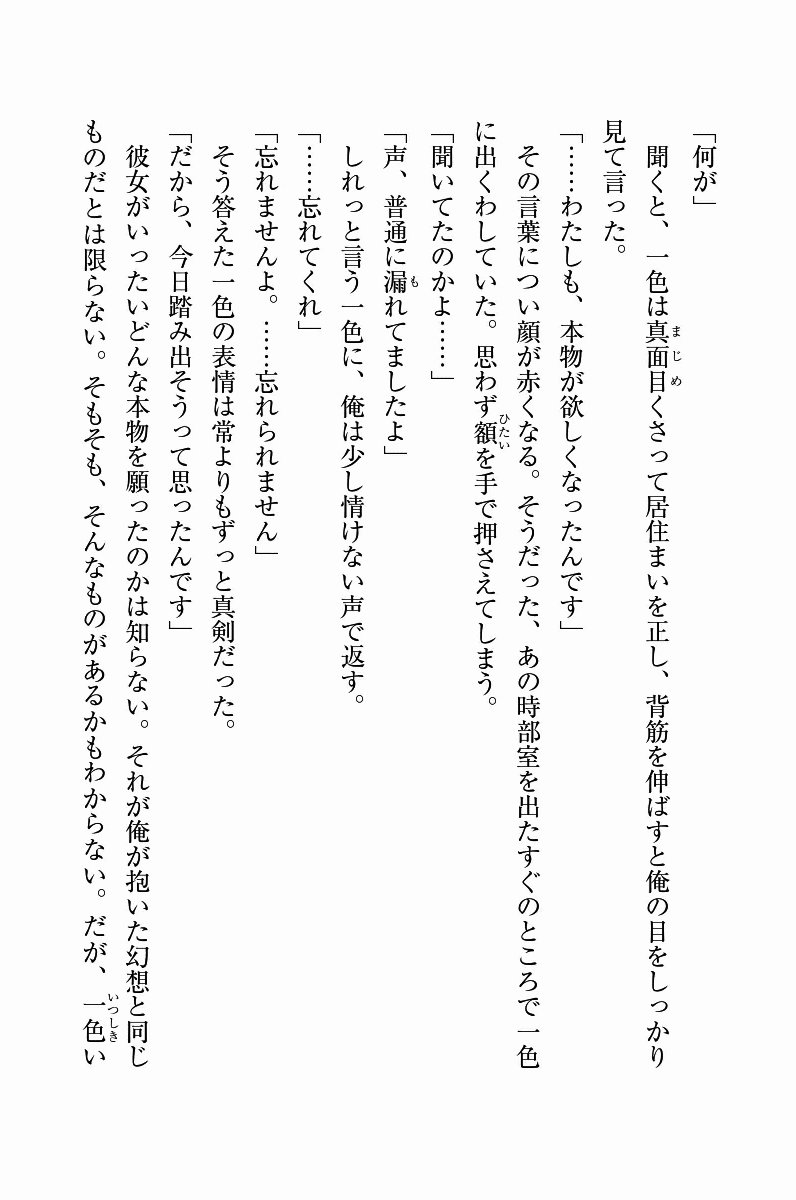 「何が」
　聞くと、一色は真面目くさって居住まいを正し、背筋を伸ばすと俺の目をしっかり
見て言った。
「……わたしも、本物が欲しくなったんです」
　その言葉につい顔が赤くなる。そうだった、あの時部室を出たすぐのところで一色
に出くわしていた。思わず額を手で押さえてしまう。
「聞いてたのかよ……」
「声、普通に漏れてましたよ」
　しれっと言う一色に、俺は少し情けない声で返す。
「……忘れてくれ」
「忘れませんよ。……忘れられません」
　そう答えた一色の表情は常よりもずっと真剣だった。
「だから、今日踏み出そうって思ったんです」
　彼女がいったいどんな本物を願ったのかは知らない。それが俺が抱いた幻想と同じ
ものだとは限らない。そもそも、そんなものがあるかもわからない。だが、一色い